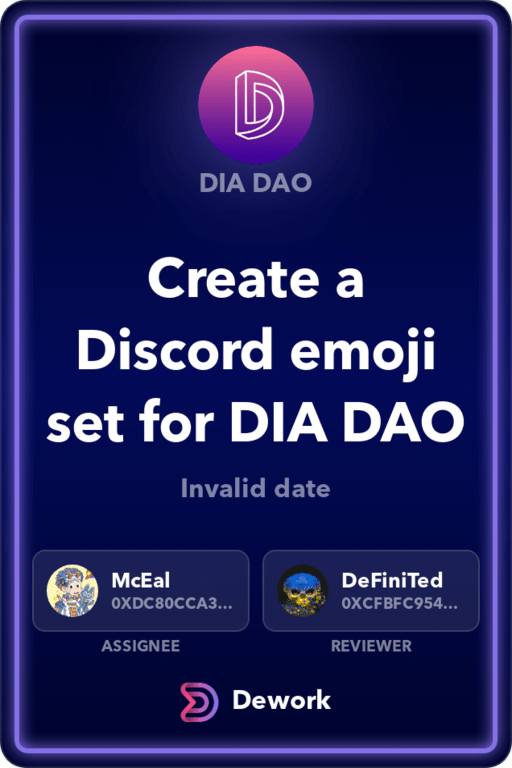 DIA DAO
Create a
Discord emoji
set for DIA DAO
Invalid date
McEal
0XDC80CCA3...
ASSIGNEE
DeFiniTed
0XCFBFC954...
REVIEWER
Dework